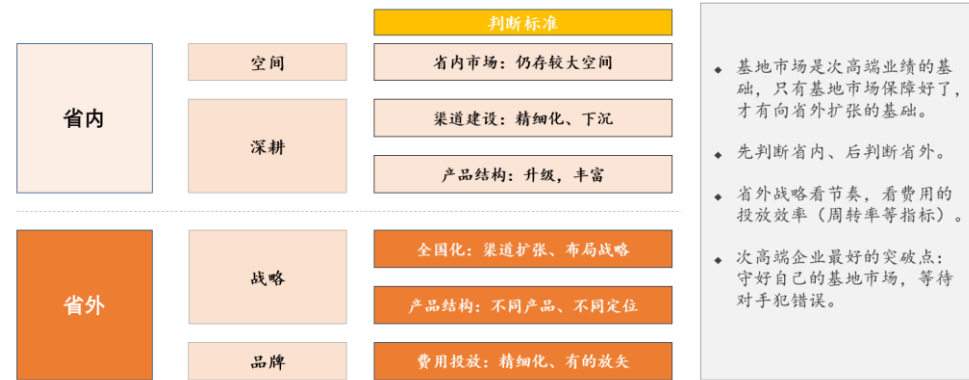 判断标准
省内
空间
省内市场：仍存较大空间
深耕
渠道建设：精细化、下沉
产品结构：升级，丰富
省外
战略
全国化：渠道扩张、布局战略
产品结构：不同产品、不同定位
品牌
费用投放：精细化、有的放矢
◆ 基地市场是次高端业绩的基
础，只有基地市场保障好了，
才有向省外扩张的基础。
◆ 先判断省内、后判断省外。
◆ 省外战略看节奏，看费用的
投放效率（周转率等指标）。
◆ 次高端企业最好的突破点：
守好自己的基地市场，等待
对手犯错误。